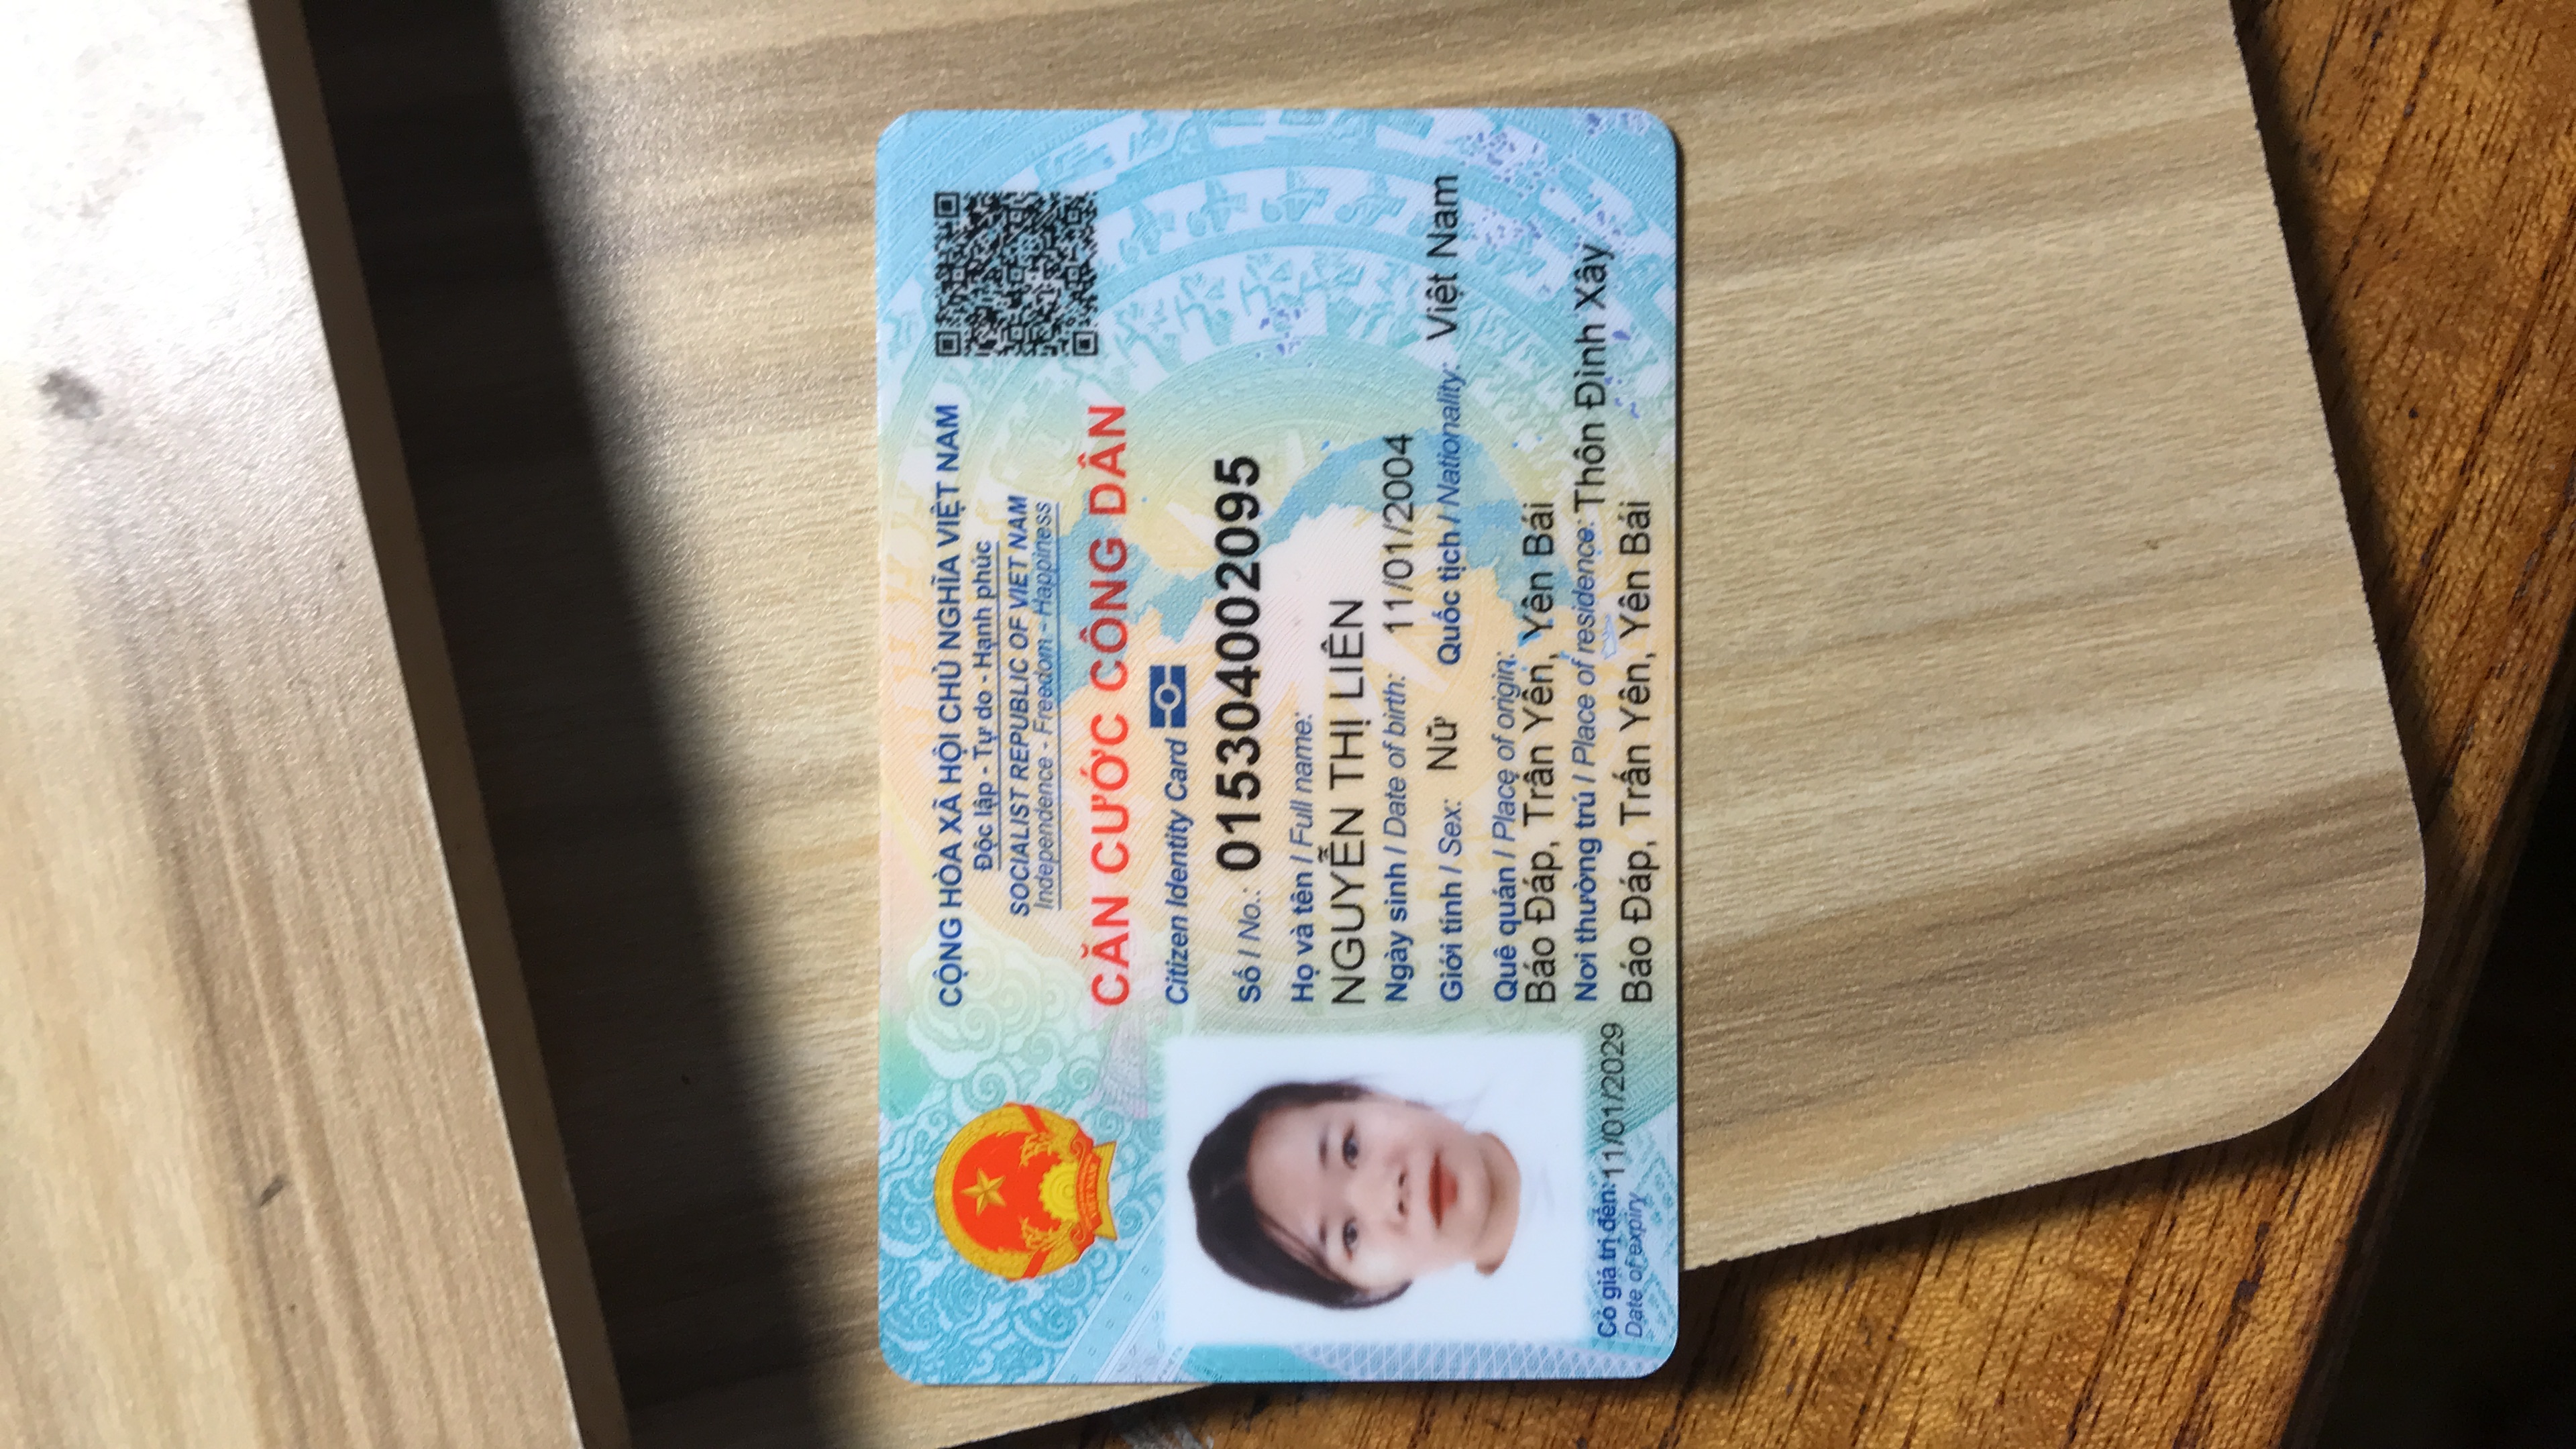 CỘNG HÒA XÃ HỘI CHỦ NGHĨA VIỆT NAM
Độc lập - Tự do - Hạnh phúc
SOCIALIST REPUBLIC OF VIET NAM
Independence - Freedom - Happiness
CĂN CƯỚC CÔNG DÂN
Citizen Identity Card
Số / No.: 015304002095
Họ và tên / Full name:
NGUYỄN THỊ LIÊN
Ngày sinh / Date of birth: 11/01/2004
Giới tính / Sex: Nữ Quốc tịch / Nationality: Việt Nam
Quê quán / Place of origin:
Báo Đáp, Trấn Yên, Yên Bái
Nơi thường trú / Place of residence: Thôn Đình Xây
Báo Đáp, Trấn Yên, Yên Bái
Có giá trị đến: 11/01/2029
Date of expiry
VIỆT NAM